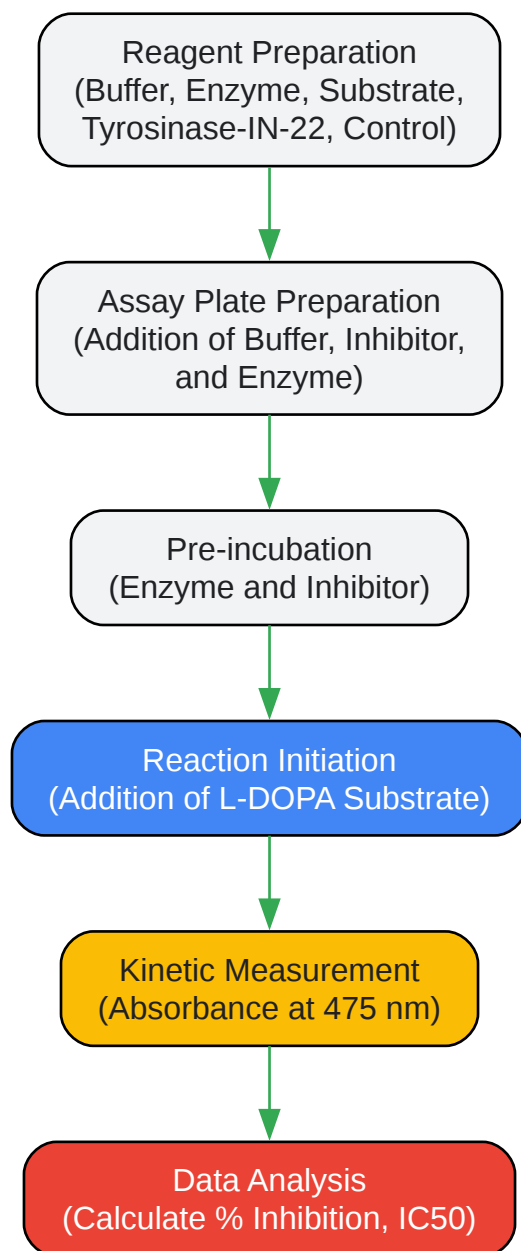 Reagent Preparation
(Buffer, Enzyme, Substrate,
Tyrosinase-IN-22, Control)
Assay Plate Preparation
(Addition of Buffer, Inhibitor,
and Enzyme)
Pre-incubation
(Enzyme and Inhibitor)
Reaction Initiation
(Addition of L-DOPA Substrate)
Kinetic Measurement
(Absorbance at 475 nm)
Data Analysis
(Calculate % Inhibition, IC50)